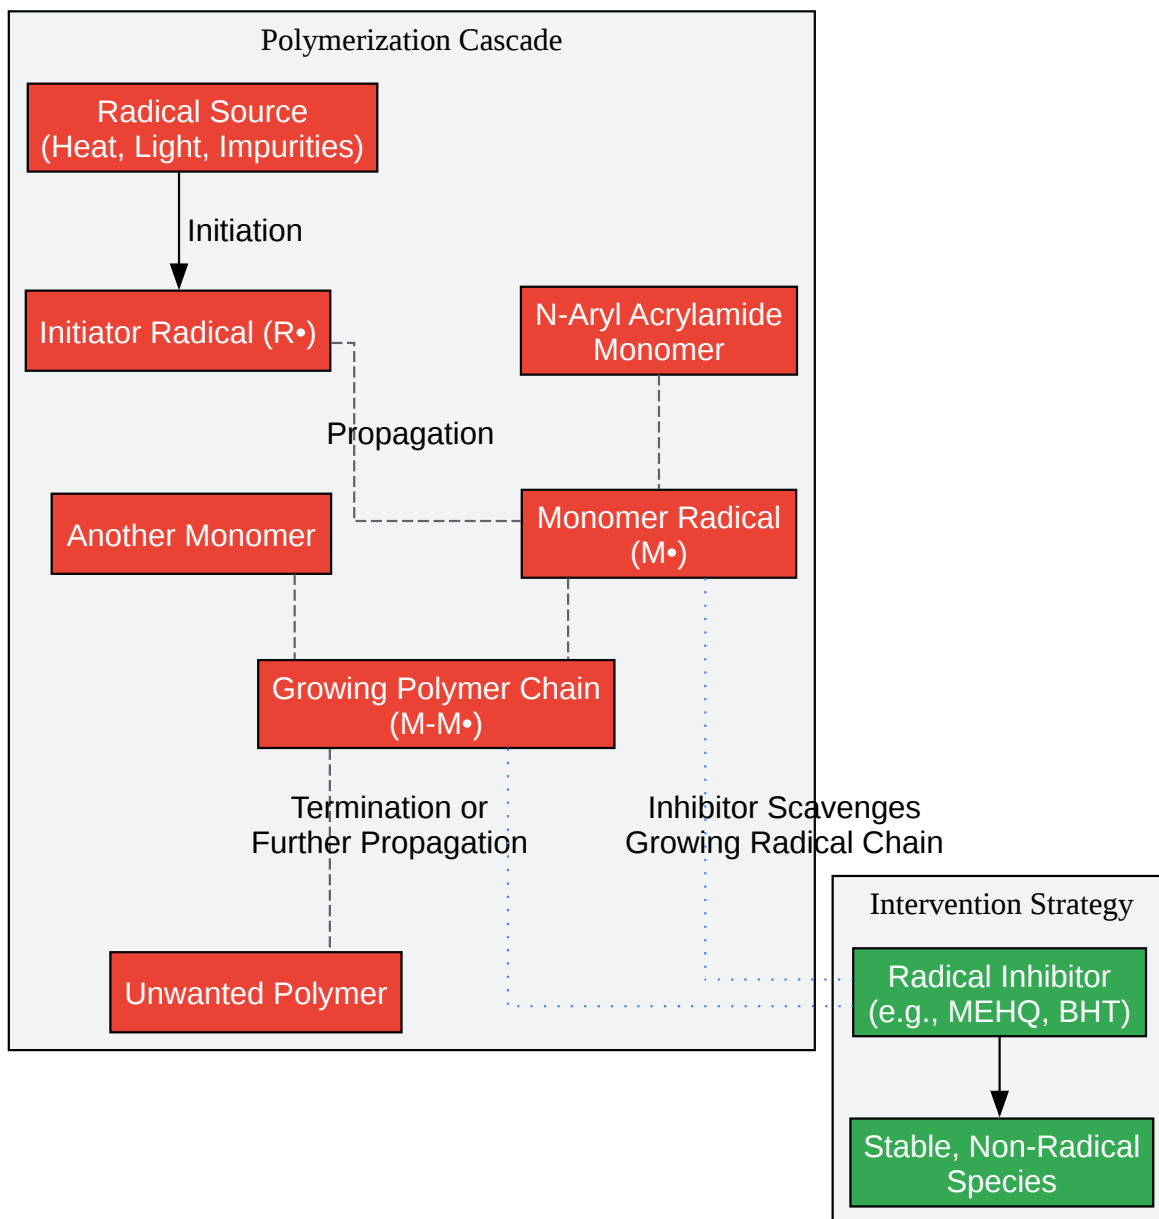 Polymerization Cascade
Radical Source
(Heat, Light, Impurities)
Initiation
Initiator Radical (R•)
N-Aryl Acrylamide
Monomer
Propagation
Another Monomer
Monomer Radical
(M•)
Growing Polymer Chain
(M-M•)
Termination or
Further Propagation
Inhibitor Scavenges
Growing Radical Chain
Unwanted Polymer
Intervention Strategy
Radical Inhibitor
(e.g., MEHQ, BHT)
Stable, Non-Radical
Species